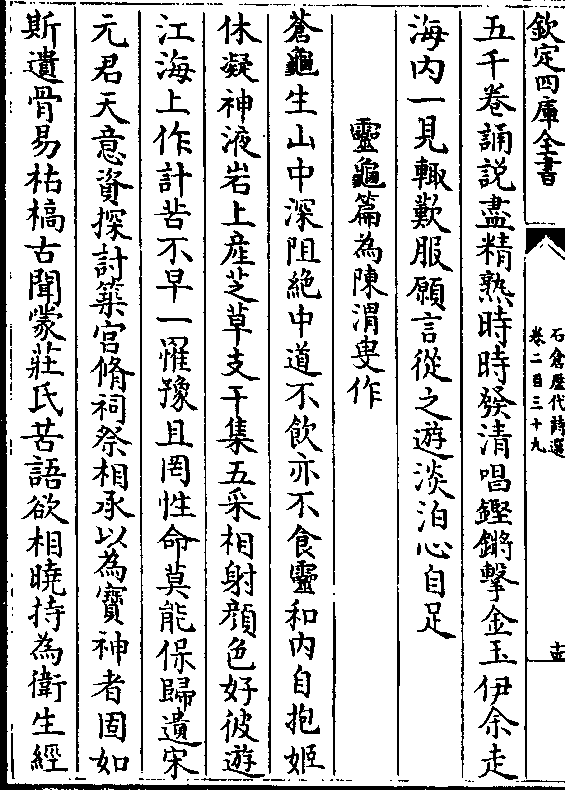 欽定四庫全書
石倉歴代詩選
卷二百三十九
五千卷誦説盡精熟時時發清唱鏗鏘擊金玉伊余走
海内一見輙歎服願言從之遊淡泊心自足
靈龜篇為陳渭叟作
蒼龜生山中深阻絶中道不飲亦不食靈和内自抱姬
休凝神液岩上産芝草支干集五采相射顔色好彼遊
江海上作計苦不早一罹豫且罔性命莫能保歸遺宋
元君天意資探討築宫脩祠祭相承以為寶神者固如
斯遺骨易枯槁古聞蒙莊氏苦語欲相曉持為衛生經